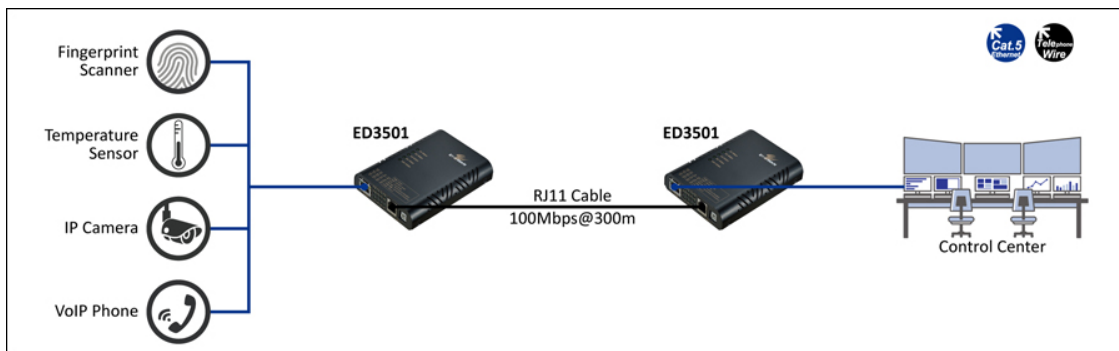 Fingerprint
Scanner
Temperature
Sensor
IP Camera
VoIP Phone
ED3501
RJ11 Cable
100Mbps@300m
ED3501
Cat.5
Ethernet
Telephone
Wire
Control Center